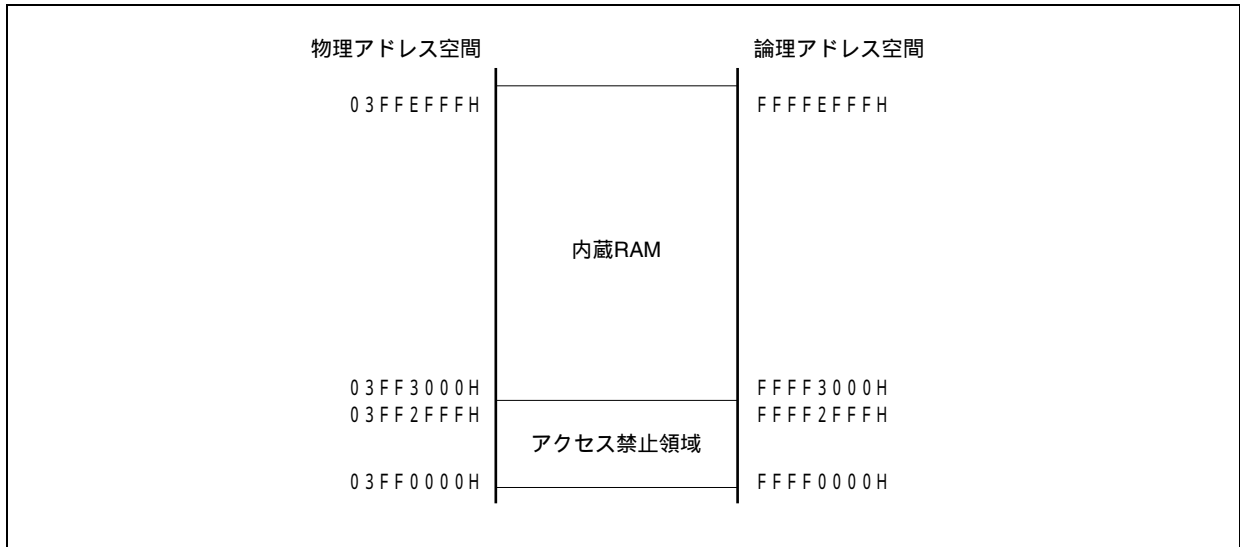 物理アドレス空間 論理アドレス空間
03FFEFFFH FFFFEFFFH
内蔵RAM
03FF3000H FFFF3000H
03FF2FFFH FFFF2FFFH
アクセス禁止領域
03FF0000H FFFF0000H